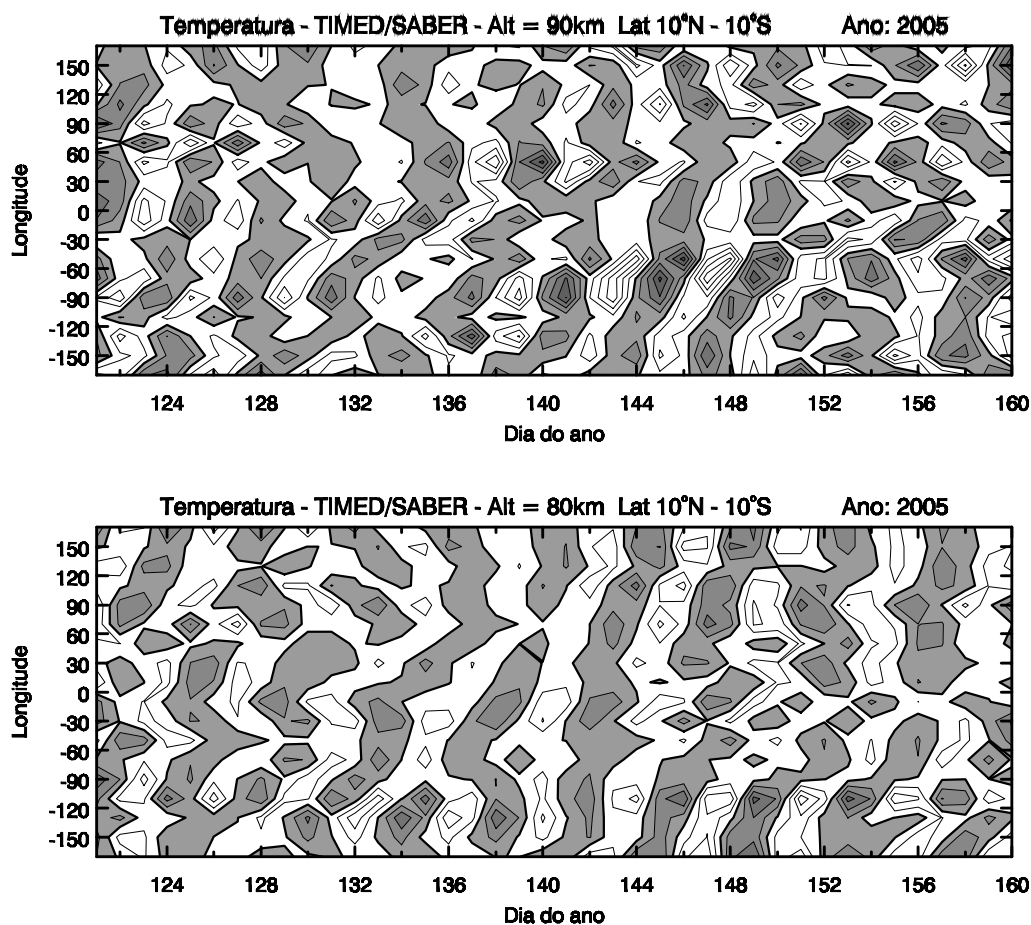 Temperatura - TIMED/SABER - Alt = 90km Lat 10°N - 10°S Ano: 2005
150
120
90
60
30
0
-30
-60
-90
-120
-150
Longitude
124 128 132 136 140 144 148 152 156 160
Dia do ano
Temperatura - TIMED/SABER - Alt = 80km Lat 10°N - 10°S Ano: 2005
150
120
90
60
30
0
-30
-60
-90
-120
-150
Longitude
124 128 132 136 140 144 148 152 156 160
Dia do ano